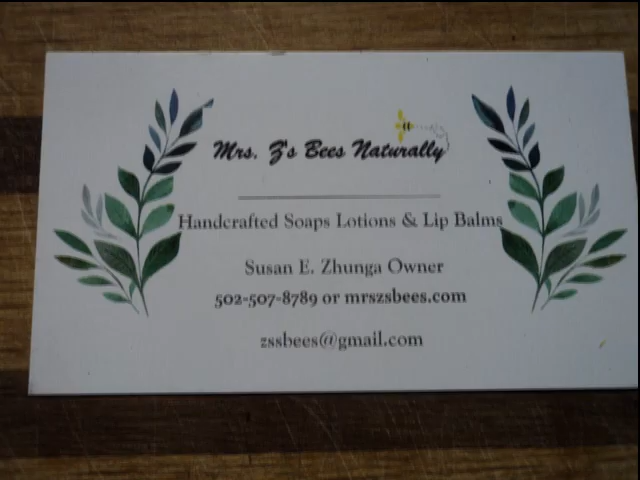 Mrs. Z's Bees Naturally
Handcrafted Soaps Lotions & Lip Balms
Susan E. Zhunga Owner
502-507-8789 or mrszsbees.com
zssbees@gmail.com